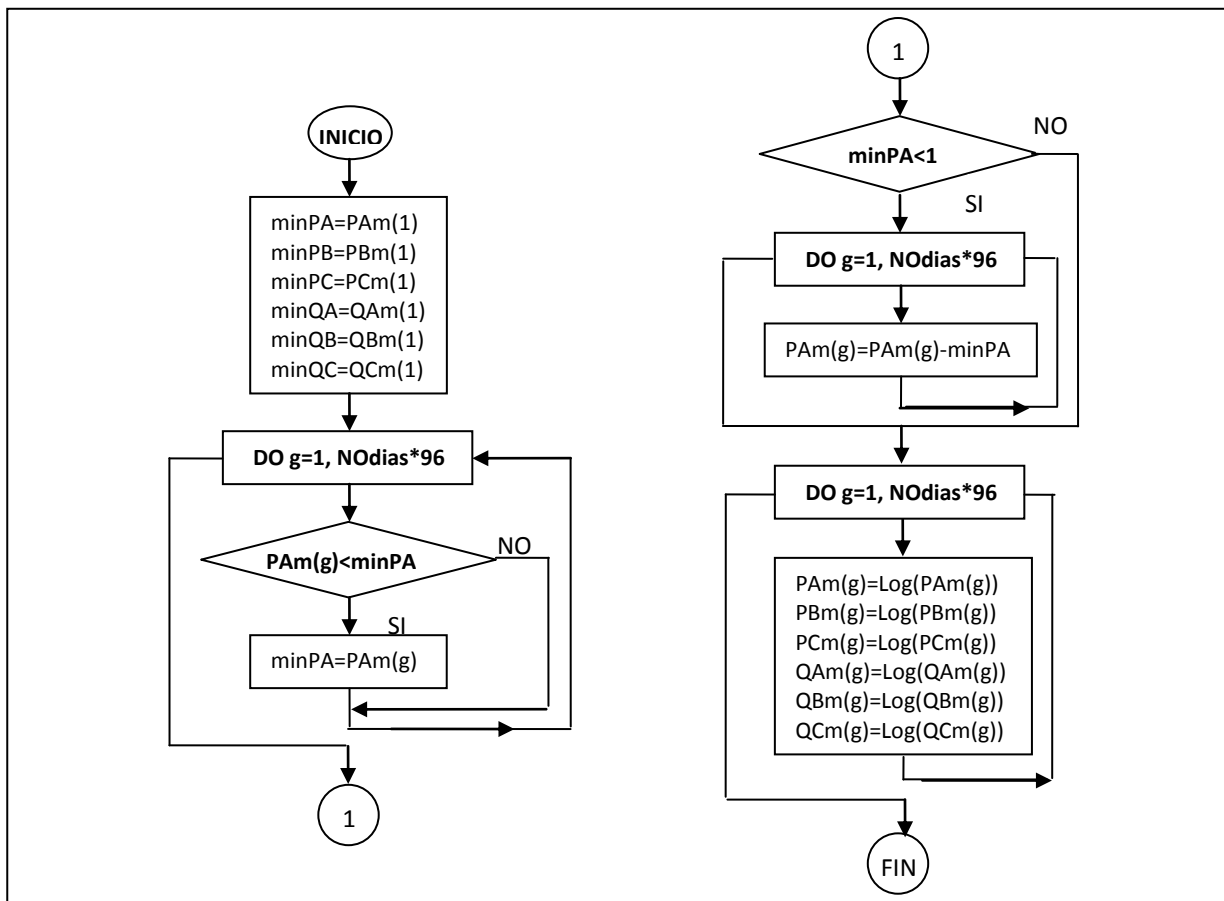 INICIO
minPA=PAm(1)
minPB=PBm(1)
minPC=PCm(1)
minQA=QAm(1)
minQB=QBm(1)
minQC=QCm(1)
DO g=1, NOdias*96
PAm(g)<minPA
NO
SI
minPA=PAm(g)
1
1
minPA<1
NO
SI
DO g=1, NOdias*96
PAm(g)=PAm(g)-minPA
DO g=1, NOdias*96
PAm(g)=Log(PAm(g))
PBm(g)=Log(PBm(g))
PCm(g)=Log(PCm(g))
QAm(g)=Log(QAm(g))
QBm(g)=Log(QBm(g))
QCm(g)=Log(QCm(g))
FIN